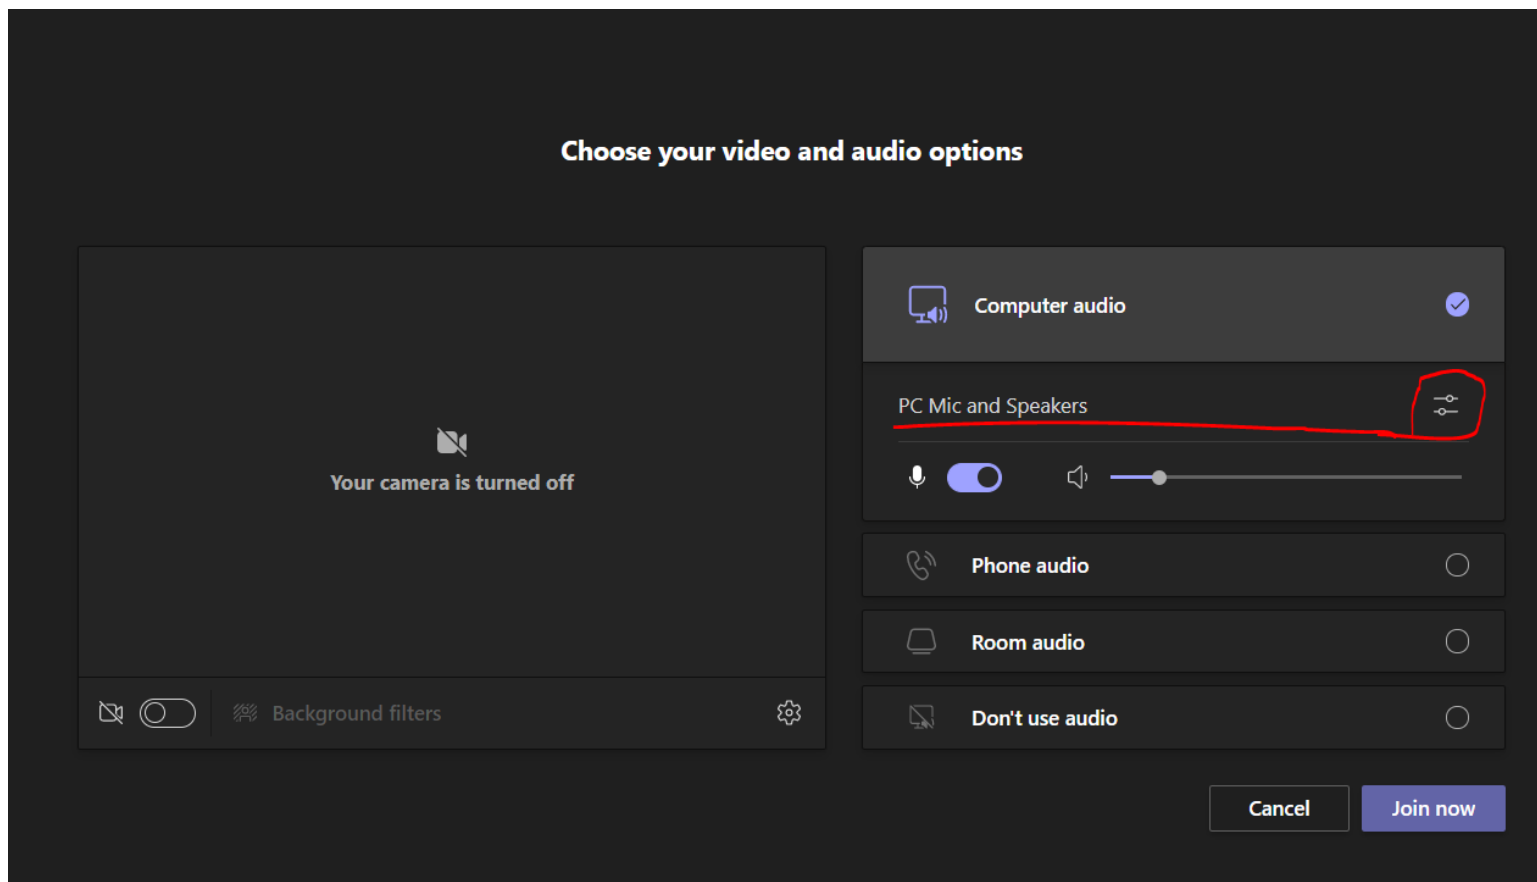 Choose your video and audio options
Your camera is turned off
Background filters
Computer audio
PC Mic and Speakers
Phone audio
Room audio
Don't use audio
Cancel
Join now